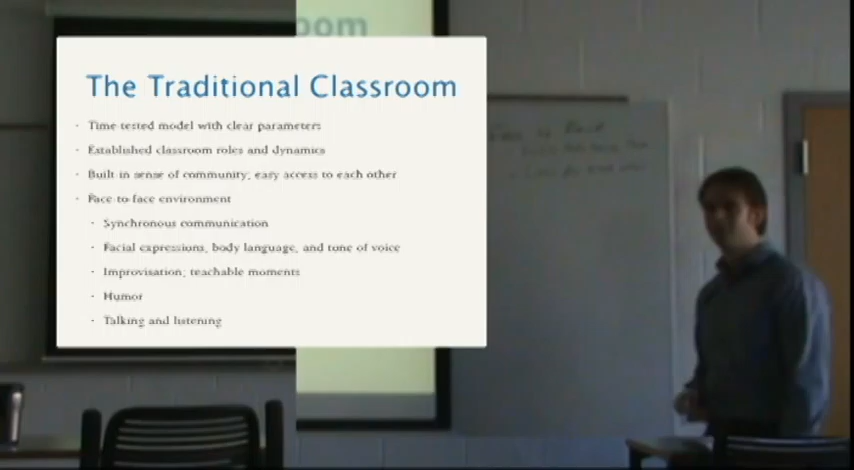 oom
The Traditional Classroom
· Time tested model with clear parameters
· Established classroom roles and dynamics
· Built in sense of community; easy access to each other
· Face to face environment
· Synchronous communication
· Facial expressions, body language, and tone of voice
· Improvisation; teachable moments
· Humor
· Talking and listening